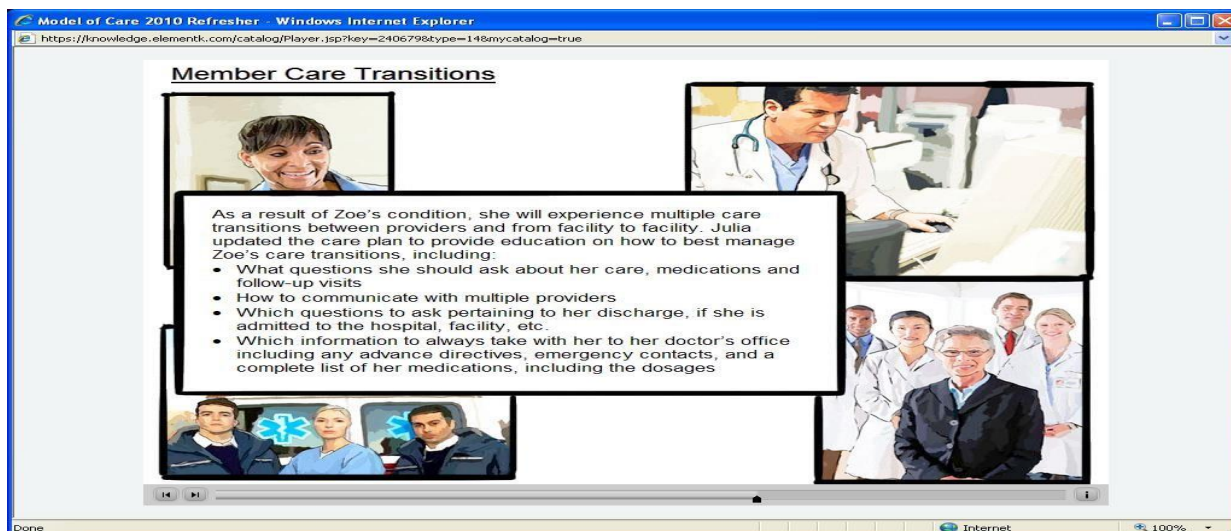 Model of Care 2010 Refresher - Windows Internet Explorer
https://knowledge.elementk.com/catalog/Player.jsp?key=240679&type=14&mycatalog=true
Member Care Transitions
As a result of Zoe's condition, she will experience multiple care
transitions between providers and from facility to facility. Julia
updated the care plan to provide education on how to best manage
Zoe's care transitions, including:
• What questions she should ask about her care, medications and
follow-up visits
• How to communicate with multiple providers
• Which questions to ask pertaining to her discharge, if she is
admitted to the hospital, facility, etc.
• Which information to always take with her to her doctor's office
including any advance directives, emergency contacts, and a
complete list of her medications, including the dosages
Done
Internet
100%